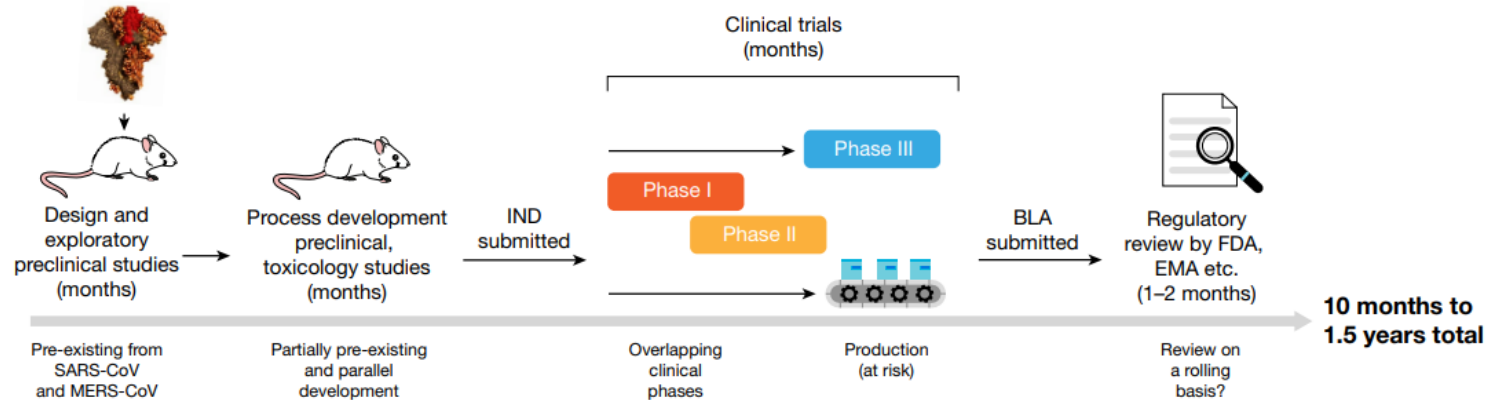 Clinical trials
(months)
Design and
exploratory
preclinical studies
(months)
Process development
preclinical,
toxicology studies
(months)
IND
submitted
Phase III
Phase I
Phase II
BLA
submitted
Regulatory
review by FDA,
EMA etc.
(1–2 months)
10 months to
1.5 years total
Pre-existing from
SARS-CoV
and MERS-CoV
Partially pre-existing
and parallel
development
Overlapping
clinical
phases
Production
(at risk)
Review on
a rolling
basis?